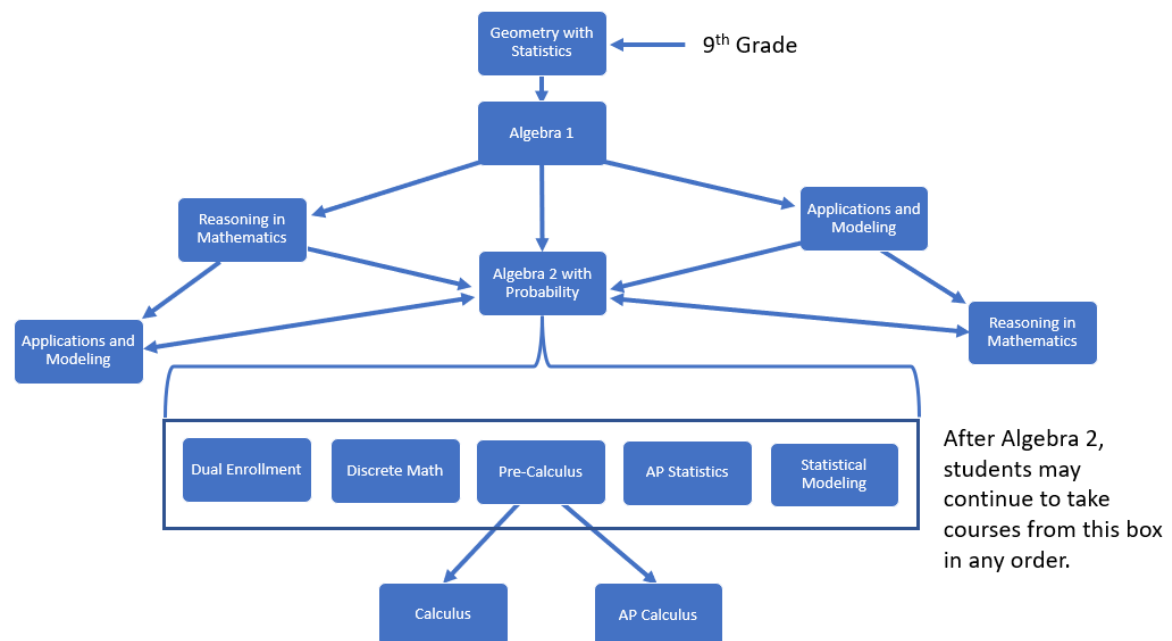 Geometry with
Statistics
9th Grade
Algebra 1
Reasoning in
Mathematics
Applications and
Modeling
Algebra 2 with
Probability
Applications and
Modeling
Reasoning in
Mathematics
Dual Enrollment
Discrete Math
Pre-Calculus
AP Statistics
Statistical
Modeling
After Algebra 2,
students may
continue to take
courses from this box
in any order.
Calculus
AP Calculus